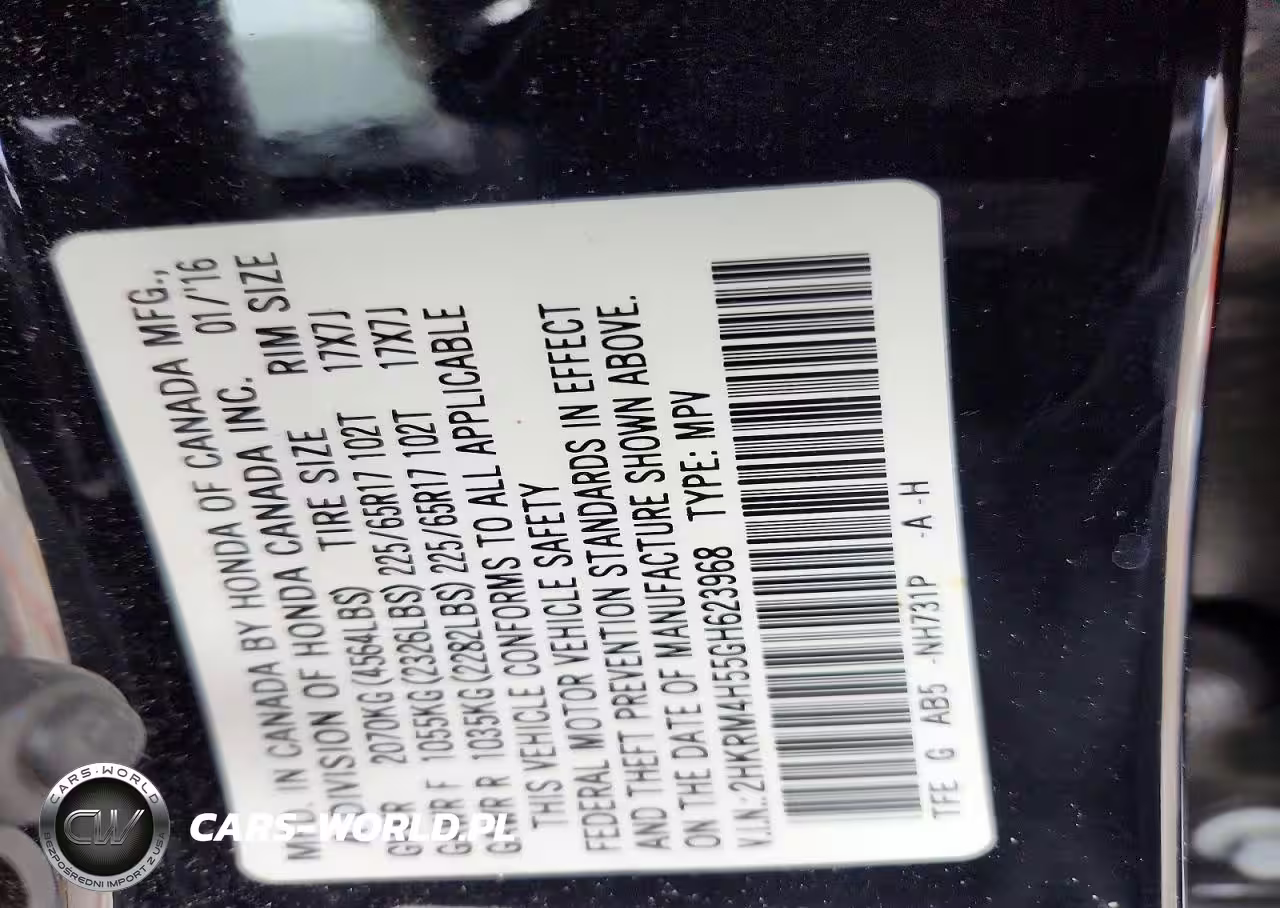 MFD. IN CANADA BY HONDA OF CANADA MFG.,
A DIVISION OF HONDA CANADA INC. 01/'16
TIRE SIZE RIM SIZE
GVWR 2070KG(4564LBS) 225/65R17 102T 17X7J
GAWR F 1055KG(2326LBS) 225/65R17 102T 17X7J
GAWR R 1035KG(2282LBS)
THIS VEHICLE CONFORMS TO ALL APPLICABLE
FEDERAL MOTOR VEHICLE SAFETY
AND THEFT PREVENTION STANDARDS IN EFFECT
ON THE DATE OF MANUFACTURE SHOWN ABOVE.
V.I.N.:2HKRM4H55GH623968 TYPE: MPV
TFE G AB5 -NH731P -A-H
CARS-WORLD
CW
BEZPOŚREDNI IMPORT Z USA
CARS-WORLD.PL